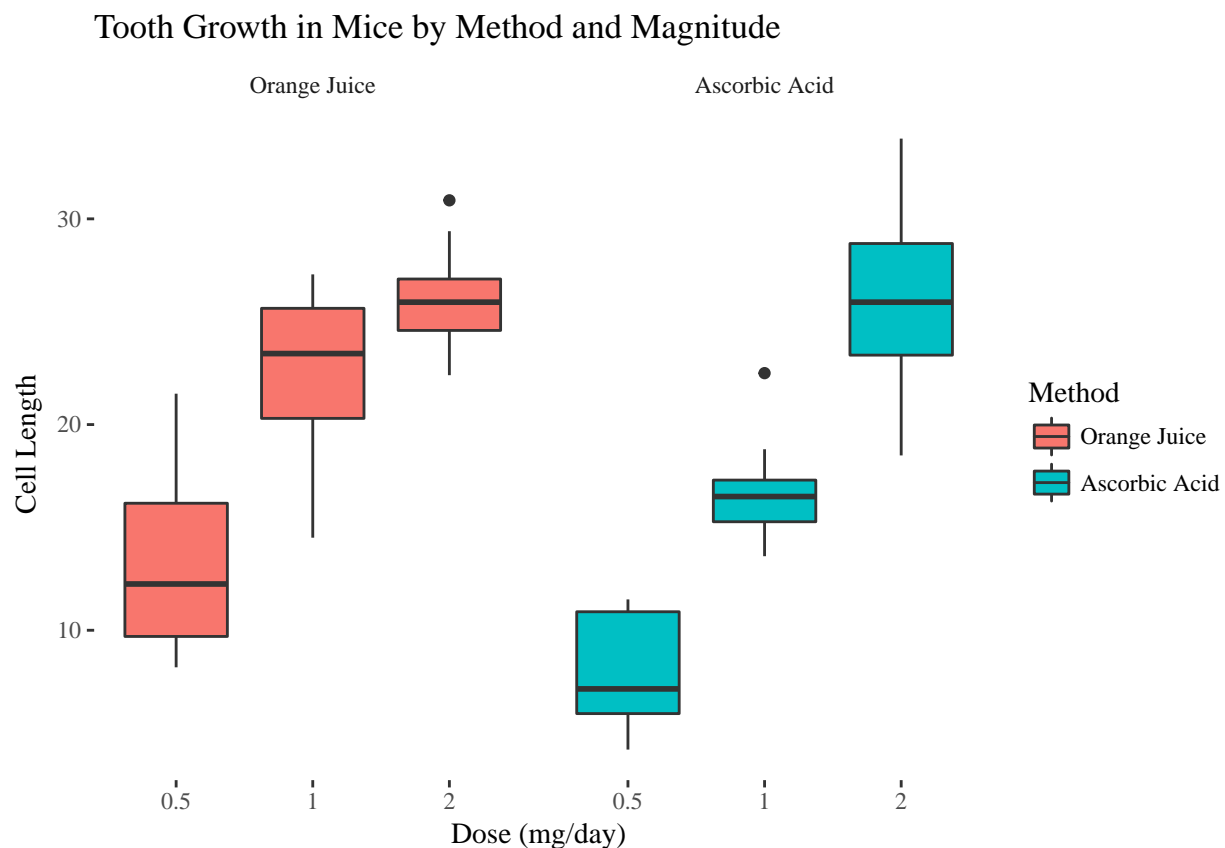 Tooth Growth in Mice by Method and Magnitude
Orange Juice
Ascorbic Acid
30
20
10
Cell Length
0.5
1
2
0.5
1
2
Dose (mg/day)
Method
Orange Juice
Ascorbic Acid